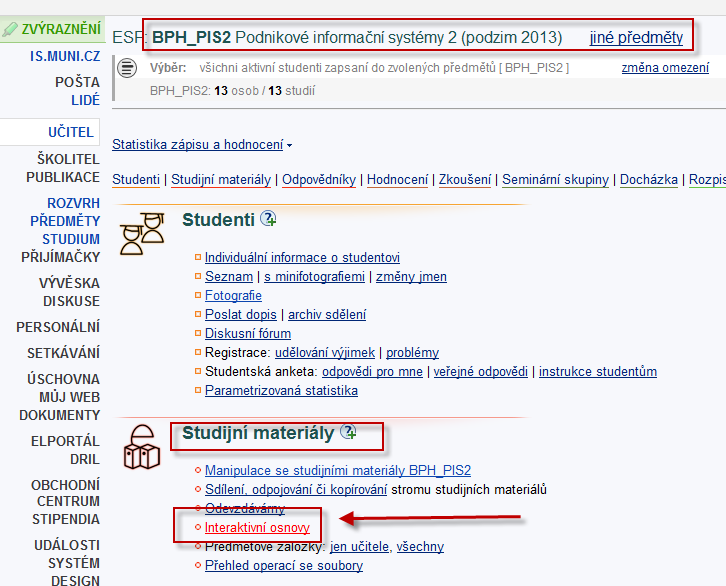 ZVÝRAZNĚNÍ
IS.MUNI.CZ
POŠTA
LIDÉ
UČITEL
ŠKOLITEL
PUBLIKACE
ROZVRH
PŘEDMĚTY
STUDIUM
PŘIJÍMAČKY
VÝVĚSKA
DISKUSE
PERSONÁLNÍ
SETKÁVÁNÍ
ÚSCHOVNA
MŮJ WEB
DOKUMENTY
ELPORTÁL
DRIL
OBCHODNÍ
CENTRUM
STIPENDIA
UDÁLOSTI
SYSTÉM
DESIGN
ESF: BPH_PIS2 Podnikové informační systémy 2 (podzim 2013) jiné předměty
Výběr: všichni aktivní studenti zapsaní do zvolených předmětů [ BPH_PIS2 ] změna omezení
BPH_PIS2: 13 osob / 13 studií
Statistika zápisu a hodnocení
Studenti | Studijní materiály | Odpovědníky | Hodnocení | Zkoušení | Seminární skupiny | Docházka | Rozpis
Studenti
Individuální informace o studentovi
Seznam | s minifotografiemi | změny jmen
Fotografie
Poslat dopis | archiv sdělení
Diskusní fórum
Registrace: udělování výjimek | problémy
Studentská anketa: odpovědi pro mne | veřejné odpovědi | instrukce studentům
Parametrizovaná statistika
Studijní materiály
Manipulace se studijními materiály BPH_PIS2
Sdílení, odpojování či kopírování stromu studijních materiálů
Odevzdávárny
Interaktivní osnovy
Předmětové záložky: jen učitele, všechny
Přehled operací se soubory